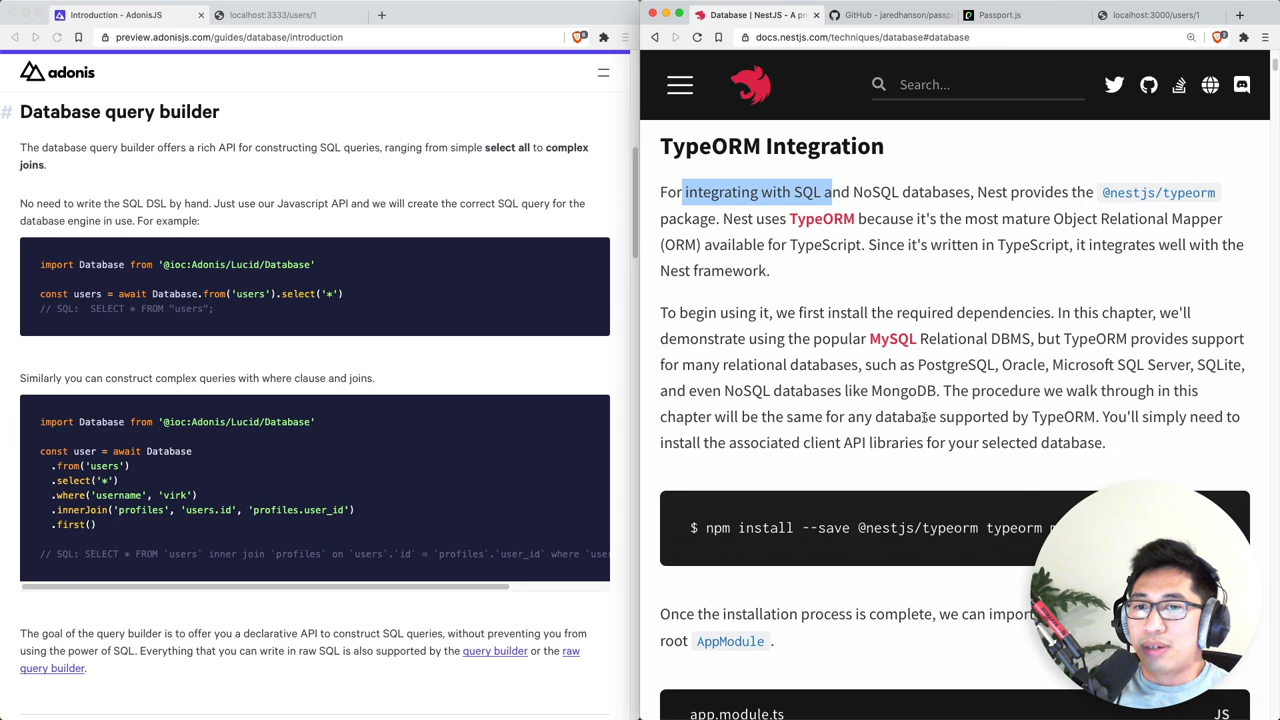 Introduction - AdonisJS
localhost:3333/users/1
preview.adonisjs.com/guides/database/introduction
adonis
# Database query builder
The database query builder offers a rich API for constructing SQL queries, ranging from simple select all to complex
joins.
No need to write the SQL DSL by hand. Just use our Javascript API and we will create the correct SQL query for the
database engine in use. For example:
import Database from '@ioc:Adonis/Lucid/Database'
const users = await Database.from('users').select('*')
// SQL:  SELECT * FROM "users";
Similarly you can construct complex queries with where clause and joins.
import Database from '@ioc:Adonis/Lucid/Database'
const user = await Database
.from('users')
.select('*')
.where('username', 'virk')
.innerJoin('profiles', 'users.id', 'profiles.user_id')
.first()
// SQL: SELECT * FROM `users` inner join `profiles` on `users`.`id` = `profiles`.`user_id` where `user
The goal of the query builder is to offer you a declarative API to construct SQL queries, without preventing you from
using the power of SQL. Everything that you can write in raw SQL is also supported by the query builder or the raw
query builder.
Database | NestJS - A pr
GitHub - jaredhanson/passp
Passport.js
localhost:3000/users/1
docs.nestjs.com/techniques/database#database
Search...
TypeORM Integration
For integrating with SQL and NoSQL databases, Nest provides the @nestjs/typeorm
package. Nest uses TypeORM because it's the most mature Object Relational Mapper
(ORM) available for TypeScript. Since it's written in TypeScript, it integrates well with the
Nest framework.
To begin using it, we first install the required dependencies. In this chapter, we'll
demonstrate using the popular MySQL Relational DBMS, but TypeORM provides support
for many relational databases, such as PostgreSQL, Oracle, Microsoft SQL Server, SQLite,
and even NoSQL databases like MongoDB. The procedure we walk through in this
chapter will be the same for any database supported by TypeORM. You'll simply need to
install the associated client API libraries for your selected database.
$ npm install --save @nestjs/typeorm typeorm
Once the installation process is complete, we can import
root AppModule .
app.module.ts
JS